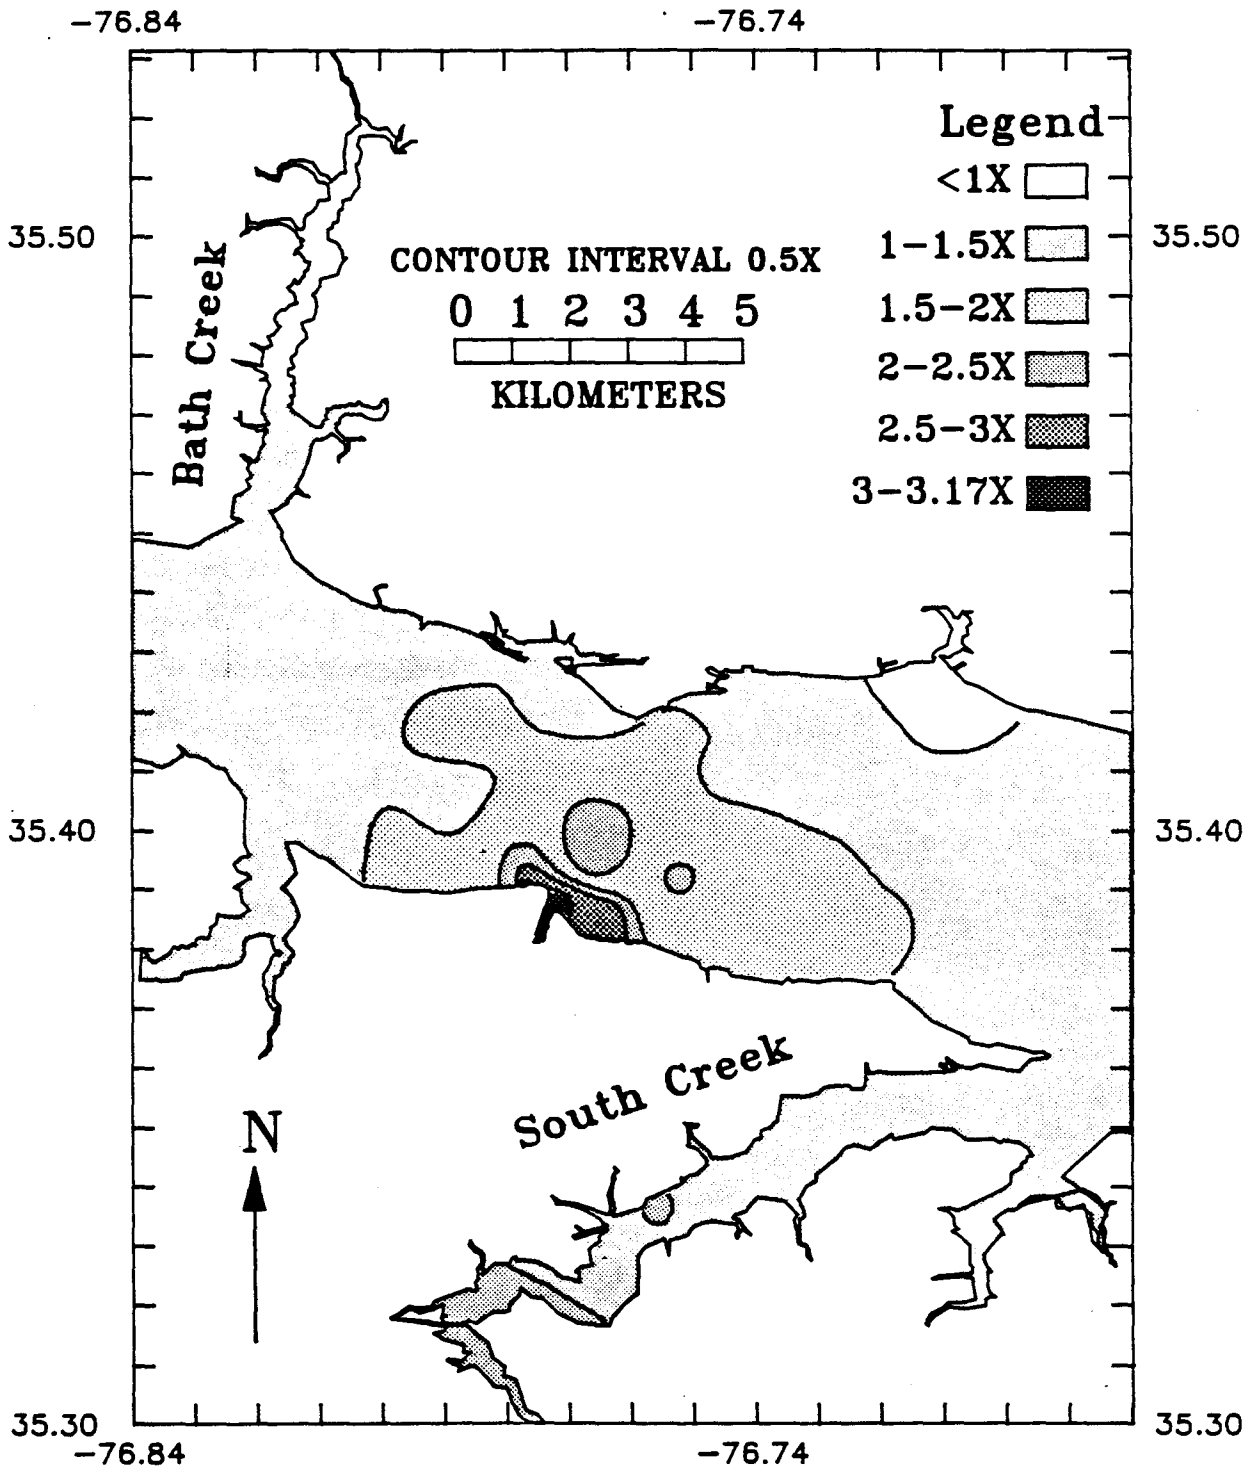 -76.84 -76.74
Legend
<1X
35.50 35.50
1-1.5X
CONTOUR INTERVAL 0.5X
0 1 2 3 4 5
1.5-2X
KILOMETERS
2-2.5X
2.5-3X
3-3.17X
Bath Creek
35.40 35.40
South Creek
N
35.30 35.30
-76.84 -76.74